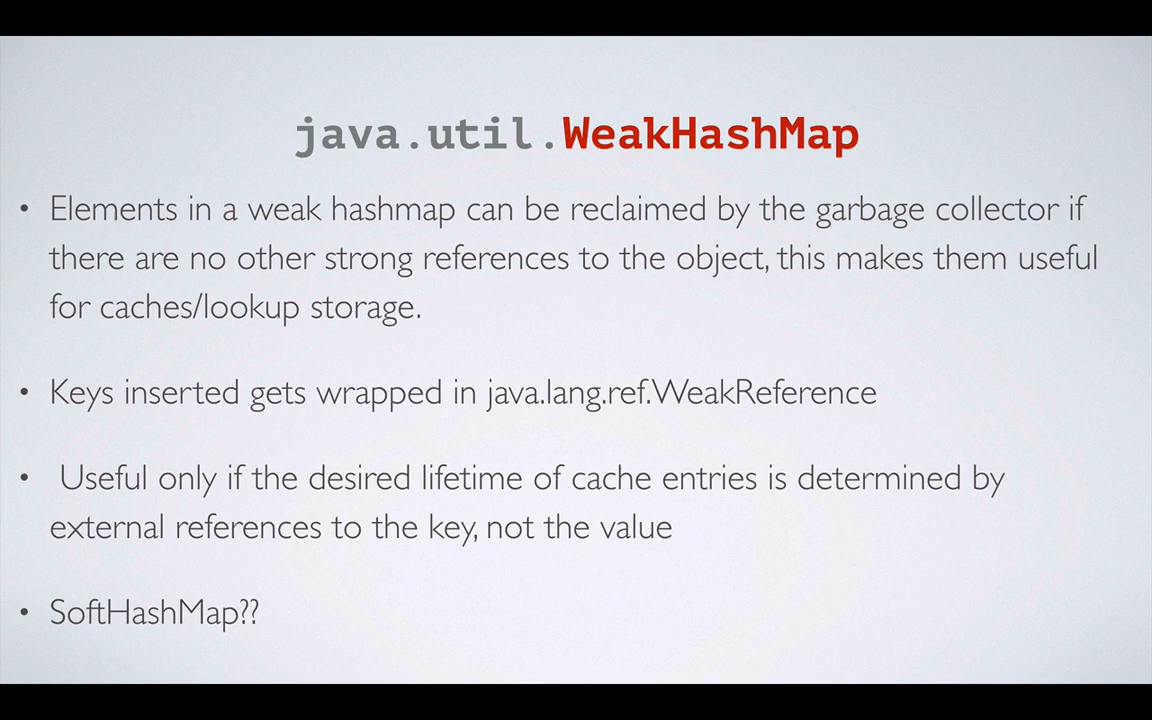 java.util.WeakHashMap
• Elements in a weak hashmap can be reclaimed by the garbage collector if
there are no other strong references to the object, this makes them useful
for caches/lookup storage.
• Keys inserted gets wrapped in java.lang.ref.WeakReference
• Useful only if the desired lifetime of cache entries is determined by
external references to the key, not the value
• SoftHashMap??